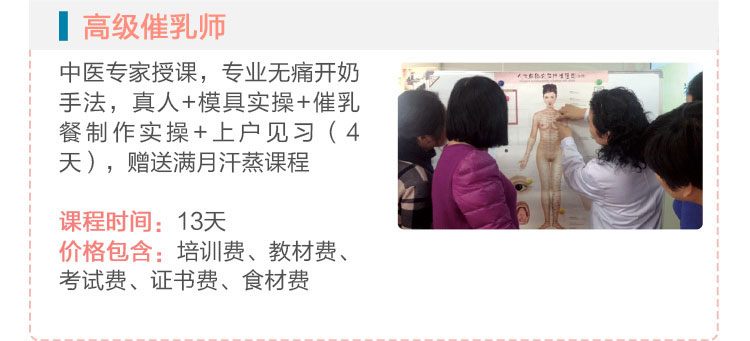 高级催乳师
中医专家授课，专业无痛开奶
手法，真人+模具实操+催乳
餐制作实操+上户见习（4
天），赠送满月汗蒸课程
课程时间：13天
价格包含：培训费、教材费、
考试费、证书费、食材费